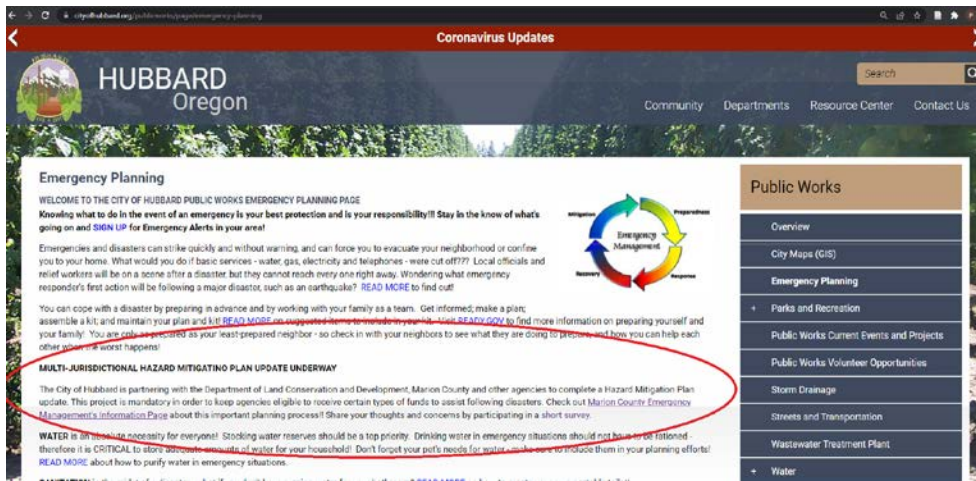 cityofhubbard.org/publicworks/page/emergency-planning
Coronavirus Updates
HUBBARD
Oregon
Search
Community Departments Resource Center Contact Us
Emergency Planning
WELCOME TO THE CITY OF HUBBARD PUBLIC WORKS EMERGENCY PLANNING PAGE
Knowing what to do in the event of an emergency is your best protection and is your responsibility!!! Stay in the know of what's
going on and SIGN UP for Emergency Alerts in your area!
Emergencies and disasters can strike quickly and without warning, and can force you to evacuate your neighborhood or confine
you to your home. What would you do if basic services - water, gas, electricity and telephones - were cut off??? Local officials and
relief workers will be on a scene after a disaster, but they cannot reach every one right away. Wondering what emergency
responder's first action will be following a major disaster, such as an earthquake? READ MORE to find out!
You can cope with a disaster by preparing in advance and by working with your family as a team. Get informed; make a plan;
assemble a kit; and maintain your plan and kit! READ MORE on suggested items to include in your kit. Visit READY.GOV to find more information on preparing yourself and
your family! You are only as prepared as your least-prepared neighbor - so check in with your neighbors to see what they are doing to prepare, and how you can help each
other when the worst happens!
MULTI-JURISDICTIONAL HAZARD MITIGATINO PLAN UPDATE UNDERWAY
The City of Hubbard is partnering with the Department of Land Conservation and Development, Marion County and other agencies to complete a Hazard Mitigation Plan
update. This project is mandatory in order to keep agencies eligible to receive certain types of funds to assist following disasters. Check out Marion County Emergency
Management's Information Page about this important planning process!! Share your thoughts and concerns by participating in a short survey.
WATER is an absolute necessity for everyone! Stocking water reserves should be a top priority. Drinking water in emergency situations should not have to be rationed -
therefore it is CRITICAL to store adequate amounts of water for your household! Don't forget your pet's needs for water - make sure to include them in your planning efforts!
READ MORE about how to purify water in emergency situations.
Mitigation
Preparedness
Emergency
Management
Recovery
Response
Public Works
Overview
City Maps (GIS)
Emergency Planning
+ Parks and Recreation
Public Works Current Events and Projects
Public Works Volunteer Opportunities
Storm Drainage
Streets and Transportation
Wastewater Treatment Plant
+ Water